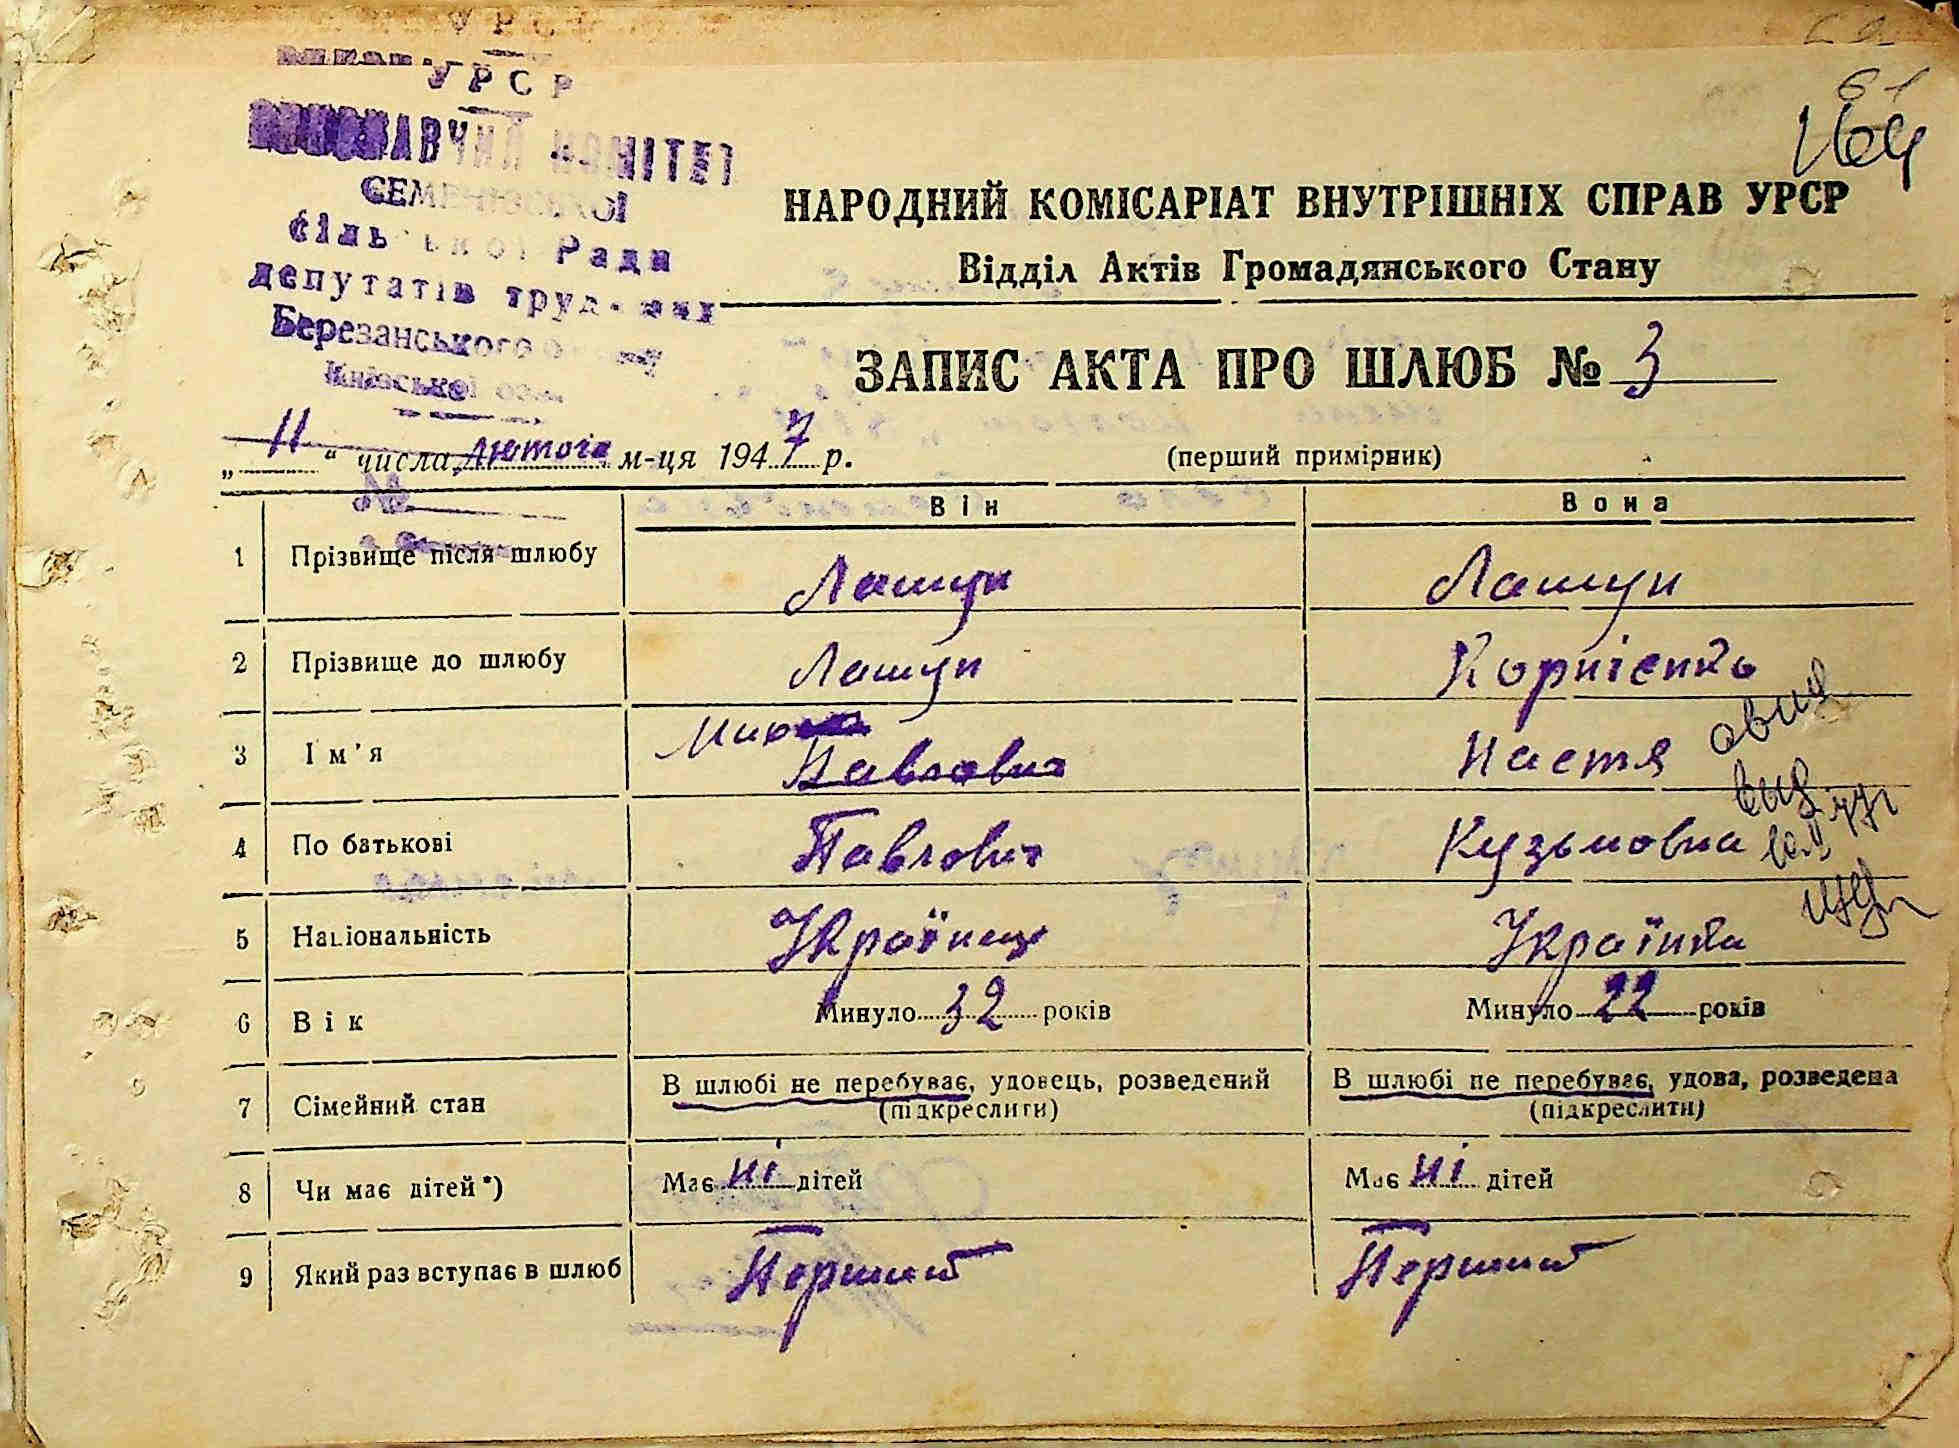 УРСР
ВИКОНАВЧИЙ КОМІТЕТ
СЕМЕНІВСЬКОЇ
сільської Ради
депутатів трудящих
Березанського
Київської
61
164
НАРОДНИЙ КОМІСАРІАТ ВНУТРІШНІХ СПРАВ УРСР
Відділ Актів Громадянського Стану
ЗАПИС АКТА ПРО ШЛЮБ № 3
„ 11 “ числа лютого м-ця 1947 р.
(перший примірник)
№
Він Вона
1 Прізвище після шлюбу Лашун Лашун
2 Прізвище до шлюбу Лашун Корнієнко
3 Ім'я Павлович Настя
4 По батькові Павлович Кузьмовна
5 Національність Українець Українка
6 Вік Минуло 32 років Минуло 22 років
7 Сімейний стан В шлюбі не перебуває, удовець, розведений В шлюбі не перебуває, удова, розведена
(підкреслити) (підкреслити)
8 Чи має дітей*) Має ні дітей Має ні дітей
9 Який раз вступає в шлюб Перший Перший